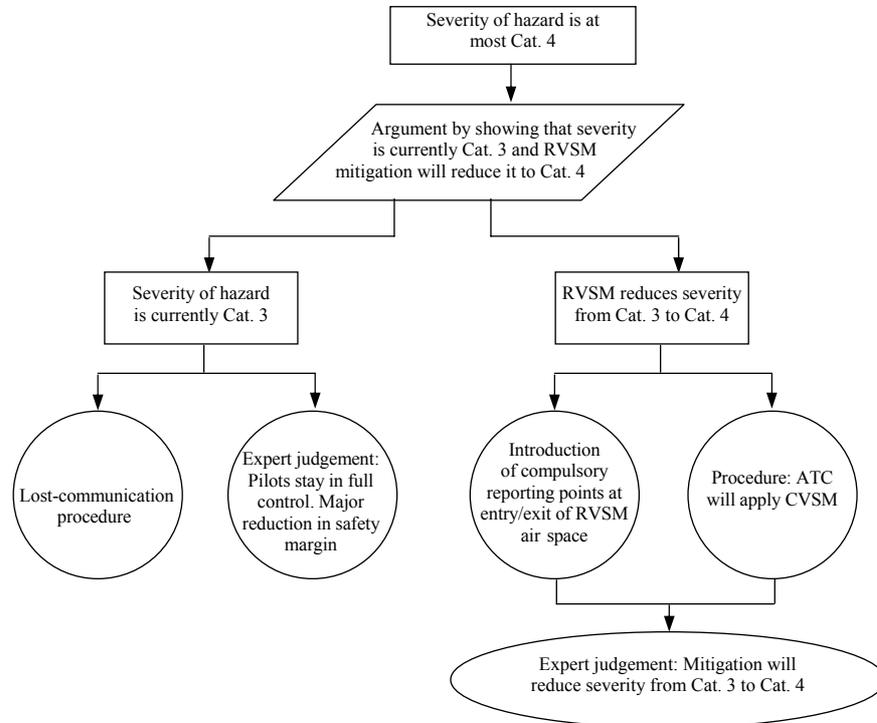 Severity of hazard is at
most Cat. 4
Argument by showing that severity
is currently Cat. 3 and RVSM
mitigation will reduce it to Cat. 4
Severity of hazard
is currently Cat. 3
RVSM reduces severity
from Cat. 3 to Cat. 4
Lost-communication
procedure
Expert judgement:
Pilots stay in full
control. Major
reduction in safety
margin
Introduction
of compulsory
reporting points at
entry/exit of RVSM
air space
Procedure: ATC
will apply CVSM
Expert judgement: Mitigation will
reduce severity from Cat. 3 to Cat. 4